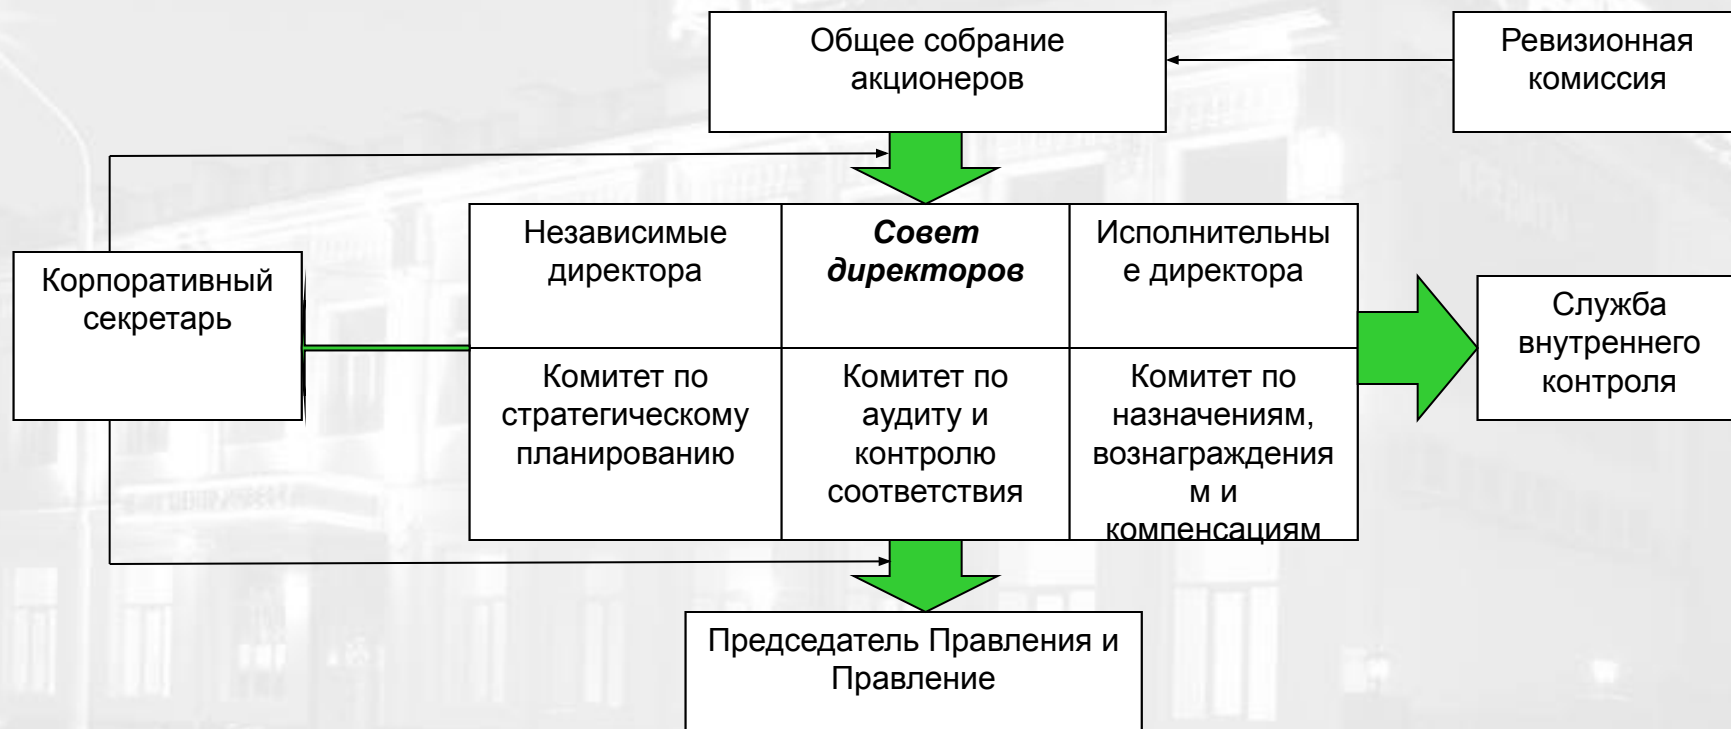 Общее собрание
акционеров
Ревизионная
комиссия
Корпоративный
секретарь
Независимые
директора
Совет
директоров
Исполнительны
е директора
Служба
внутреннего
контроля
Комитет по
стратегическому
планированию
Комитет по
аудиту и
контролю
соответствия
Комитет по
назначениям,
вознаграждения
м и
компенсациям
Председатель Правления и
Правление